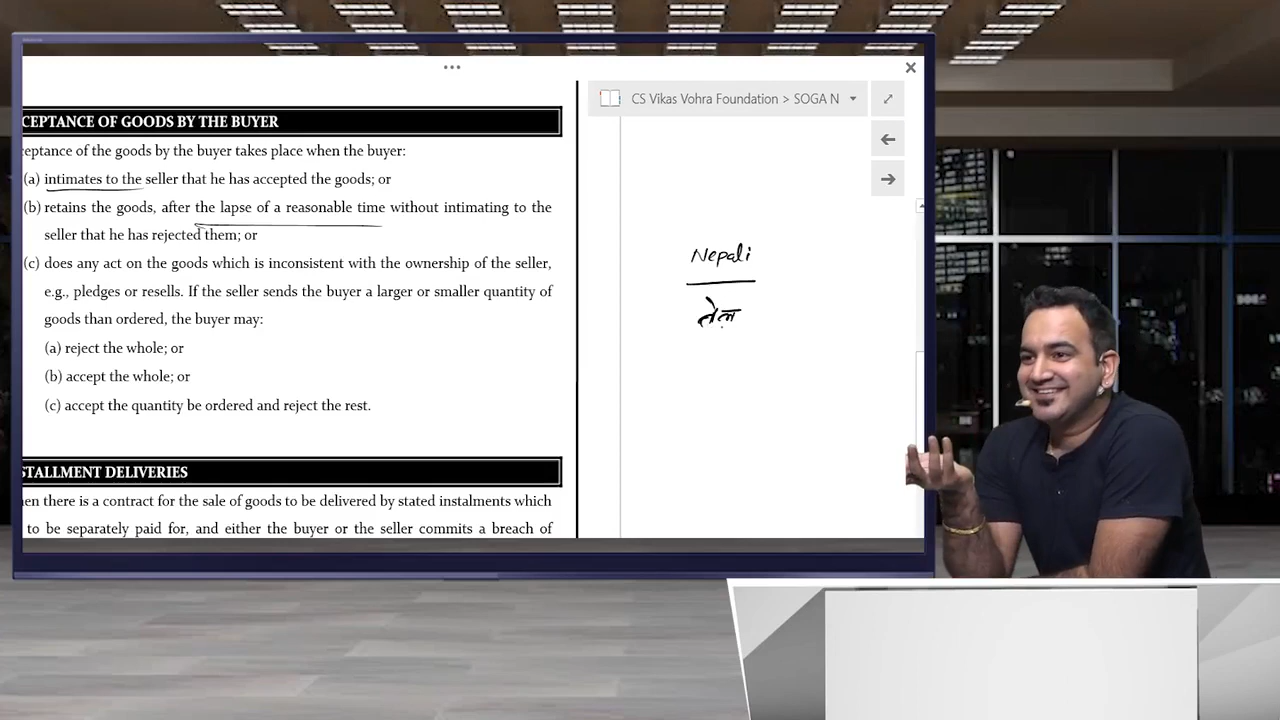 CEPTANCE OF GOODS BY THE BUYER
ceptance of the goods by the buyer takes place when the buyer:
(a) intimates to the seller that he has accepted the goods; or
(b) retains the goods, after the lapse of a reasonable time without intimating to the
seller that he has rejected them; or
(c) does any act on the goods which is inconsistent with the ownership of the seller,
e.g., pledges or resells. If the seller sends the buyer a larger or smaller quantity of
goods than ordered, the buyer may:
(a) reject the whole; or
(b) accept the whole; or
(c) accept the quantity be ordered and reject the rest.
STALLMENT DELIVERIES
en there is a contract for the sale of goods to be delivered by stated instalments which
to be separately paid for, and either the buyer or the seller commits a breach of
CS Vikas Vohra Foundation > SOGA N
Nepali
तेल